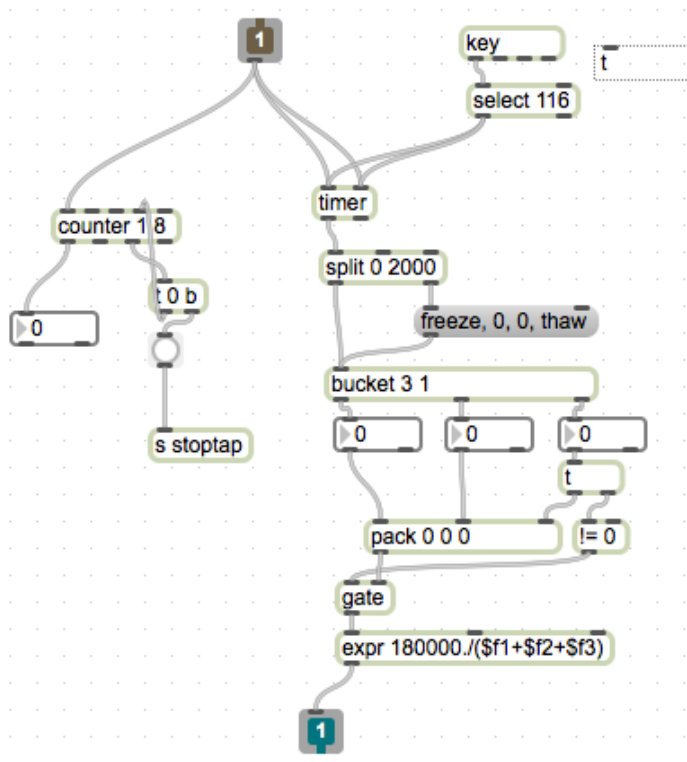 1
key
t
select 116
timer
counter 1 8
split 0 2000
t 0 b
freeze, 0, 0, thaw
0
bucket 3 1
0
0
0
s stoptap
t
pack 0 0 0
!= 0
gate
expr 180000./($f1+$f2+$f3)
1